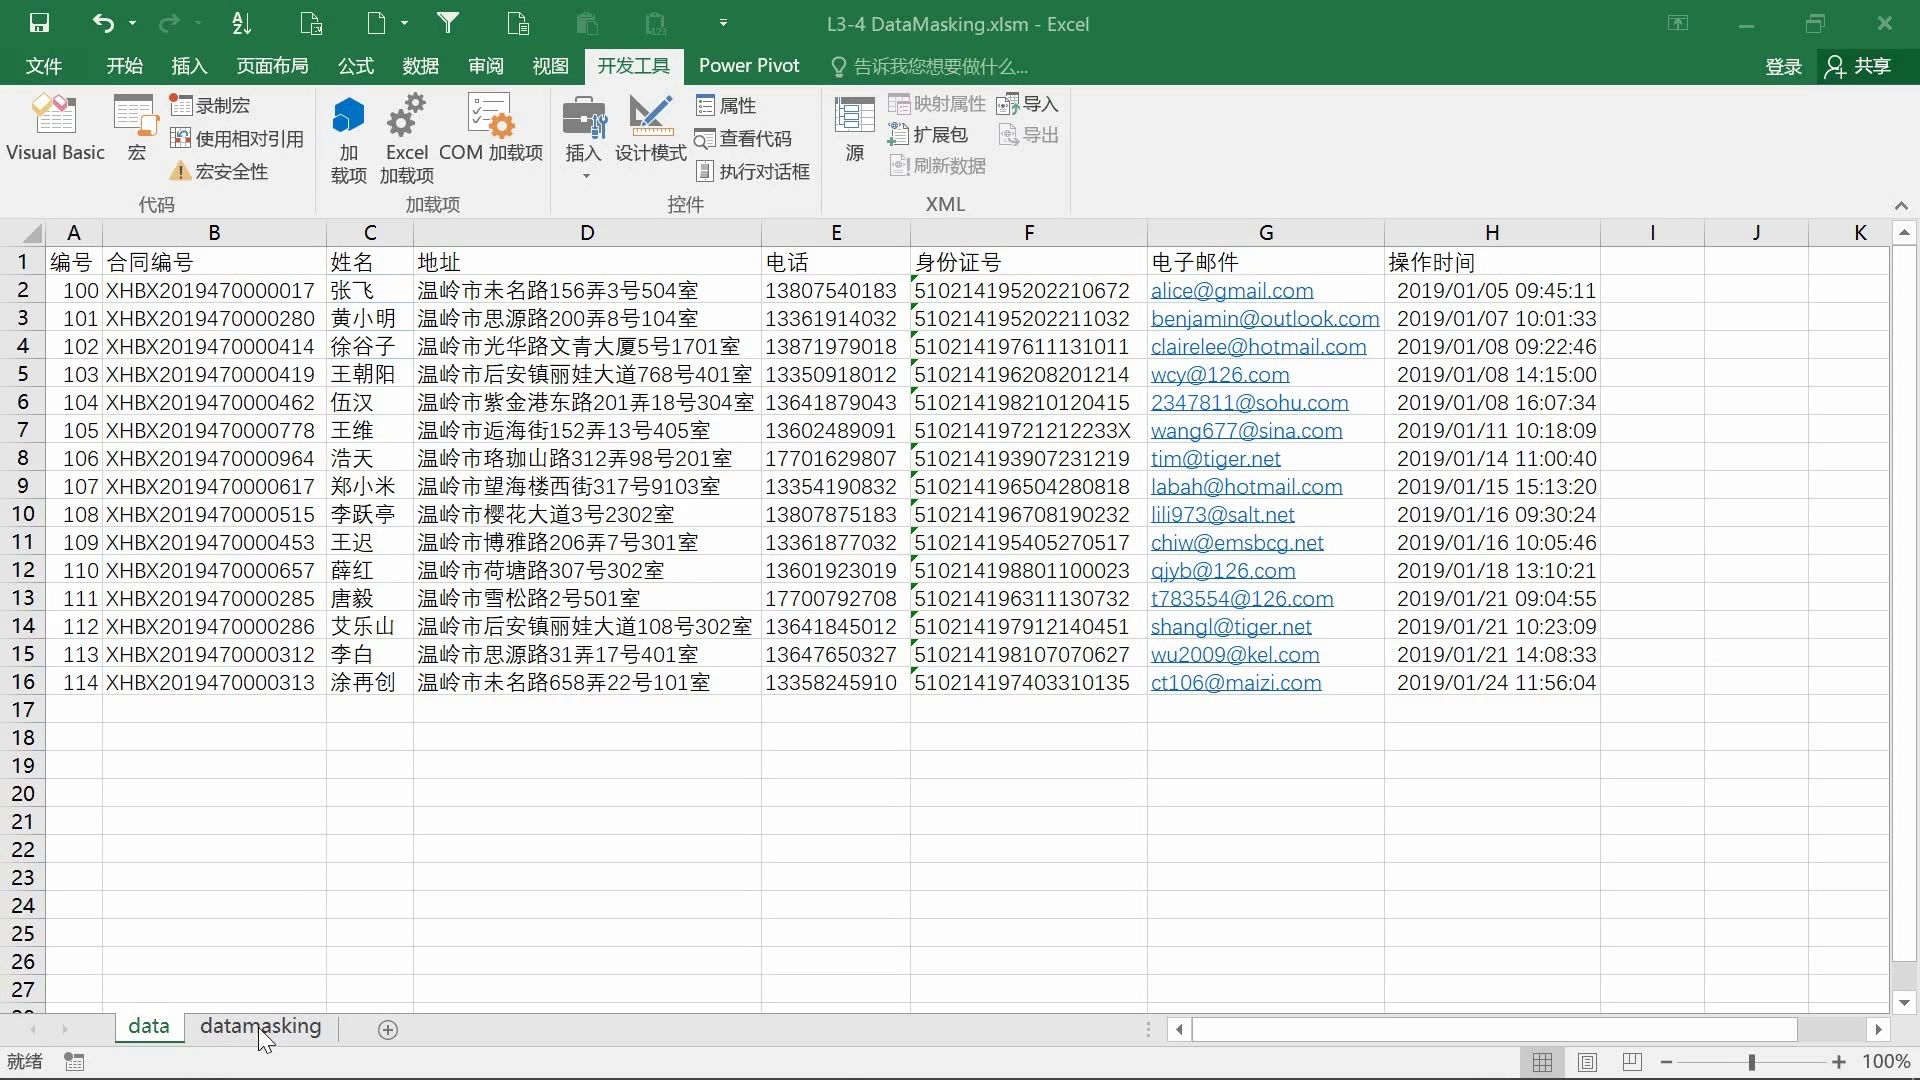 L3-4 DataMasking.xlsm - Excel
文件 开始 插入 页面布局 公式 数据 审阅 视图 开发工具 Power Pivot 告诉我您想要做什么... 登录 共享
Visual Basic 宏 录制宏 使用相对引用 宏安全性 代码
加载项 Excel 加载项 COM 加载项 加载项
插入 设计模式 属性 查看代码 执行对话框 控件
源 映射属性 扩展包 刷新数据 导入 导出 XML
A B C D E F G H I J K
1 编号 合同编号 姓名 地址 电话 身份证号 电子邮件 操作时间
2 100 XHBX2019470000017 张飞 温岭市未名路156弄3号504室 13807540183 510214195202210672 alice@gmail.com 2019/01/05 09:45:11
3 101 XHBX2019470000280 黄小明 温岭市思源路200弄8号104室 13361914032 510214195202211032 benjamin@outlook.com 2019/01/07 10:01:33
4 102 XHBX2019470000414 徐谷子 温岭市光华路文青大厦5号1701室 13871979018 510214197611131011 clairelee@hotmail.com 2019/01/08 09:22:46
5 103 XHBX2019470000419 王朝阳 温岭市后安镇丽娃大道768号401室 13350918012 510214196208201214 wcy@126.com 2019/01/08 14:15:00
6 104 XHBX2019470000462 伍汉 温岭市紫金港东路201弄18号304室 13641879043 510214198210120415 2347811@sohu.com 2019/01/08 16:07:34
7 105 XHBX2019470000778 王维 温岭市逅海街152弄13号405室 13602489091 51021419721212233X wang677@sina.com 2019/01/11 10:18:09
8 106 XHBX2019470000964 浩天 温岭市珞珈山路312弄98号201室 17701629807 510214193907231219 tim@tiger.net 2019/01/14 11:00:40
9 107 XHBX2019470000617 郑小米 温岭市望海楼西街317号9103室 13354190832 510214196504280818 labah@hotmail.com 2019/01/15 15:13:20
10 108 XHBX2019470000515 李跃亭 温岭市樱花大道3号2302室 13807875183 510214196708190232 lili973@salt.net 2019/01/16 09:30:24
11 109 XHBX2019470000453 王迟 温岭市博雅路206弄7号301室 13361877032 510214195405270517 chiw@emsbcg.net 2019/01/16 10:05:46
12 110 XHBX2019470000657 薛红 温岭市荷塘路307号302室 13601923019 510214198801100023 qjyb@126.com 2019/01/18 13:10:21
13 111 XHBX2019470000285 唐毅 温岭市雪松路2号501室 17700792708 510214196311130732 t783554@126.com 2019/01/21 09:04:55
14 112 XHBX2019470000286 艾乐山 温岭市后安镇丽娃大道108号302室 13641845012 510214197912140451 shangl@tiger.net 2019/01/21 10:23:09
15 113 XHBX2019470000312 李白 温岭市思源路31弄17号401室 13647650327 510214198107070627 wu2009@kel.com 2019/01/21 14:08:33
16 114 XHBX2019470000313 涂再创 温岭市未名路658弄22号101室 13358245910 510214197403310135 ct106@maizi.com 2019/01/24 11:56:04
17
18
19
20
21
22
23
24
25
26
27
data datamasking
就绪 100%